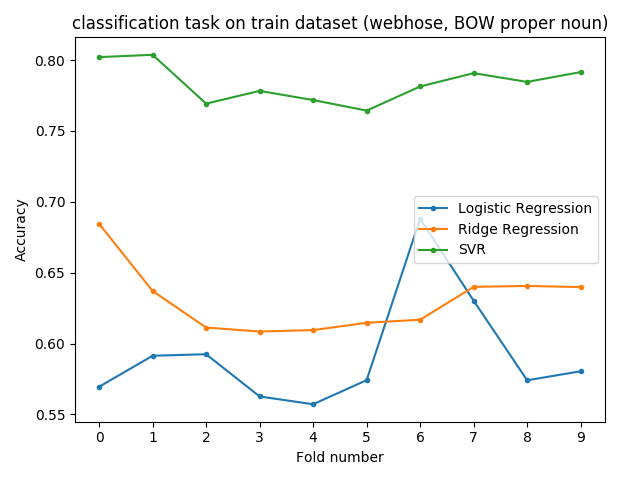 classification task on train dataset (webhose, BOW proper noun)
Accuracy
0.80
0.75
0.70
0.65
0.60
0.55
Logistic Regression
Ridge Regression
SVR
0 1 2 3 4 5 6 7 8 9
Fold number